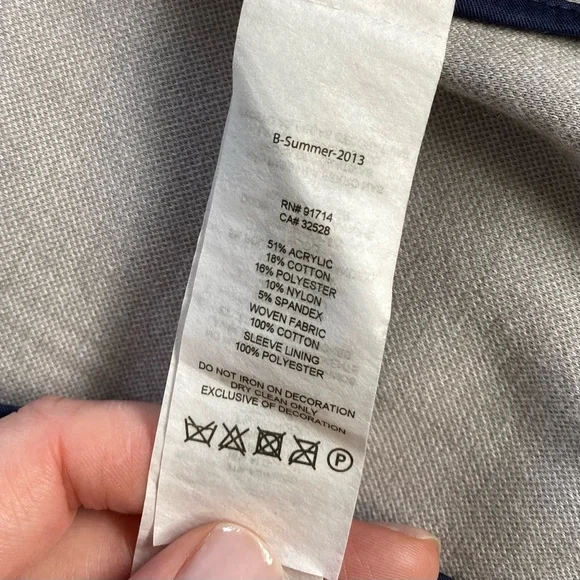 B-Summer-2013
RN# 91714
CA# 32528
51% ACRYLIC
18% COTTON
16% POLYESTER
10% NYLON
5% SPANDEX
WOVEN FABRIC
100% COTTON
SLEEVE LINING
100% POLYESTER
DO NOT IRON ON DECORATION
DRY CLEAN ONLY
EXCLUSIVE OF DECORATION
P